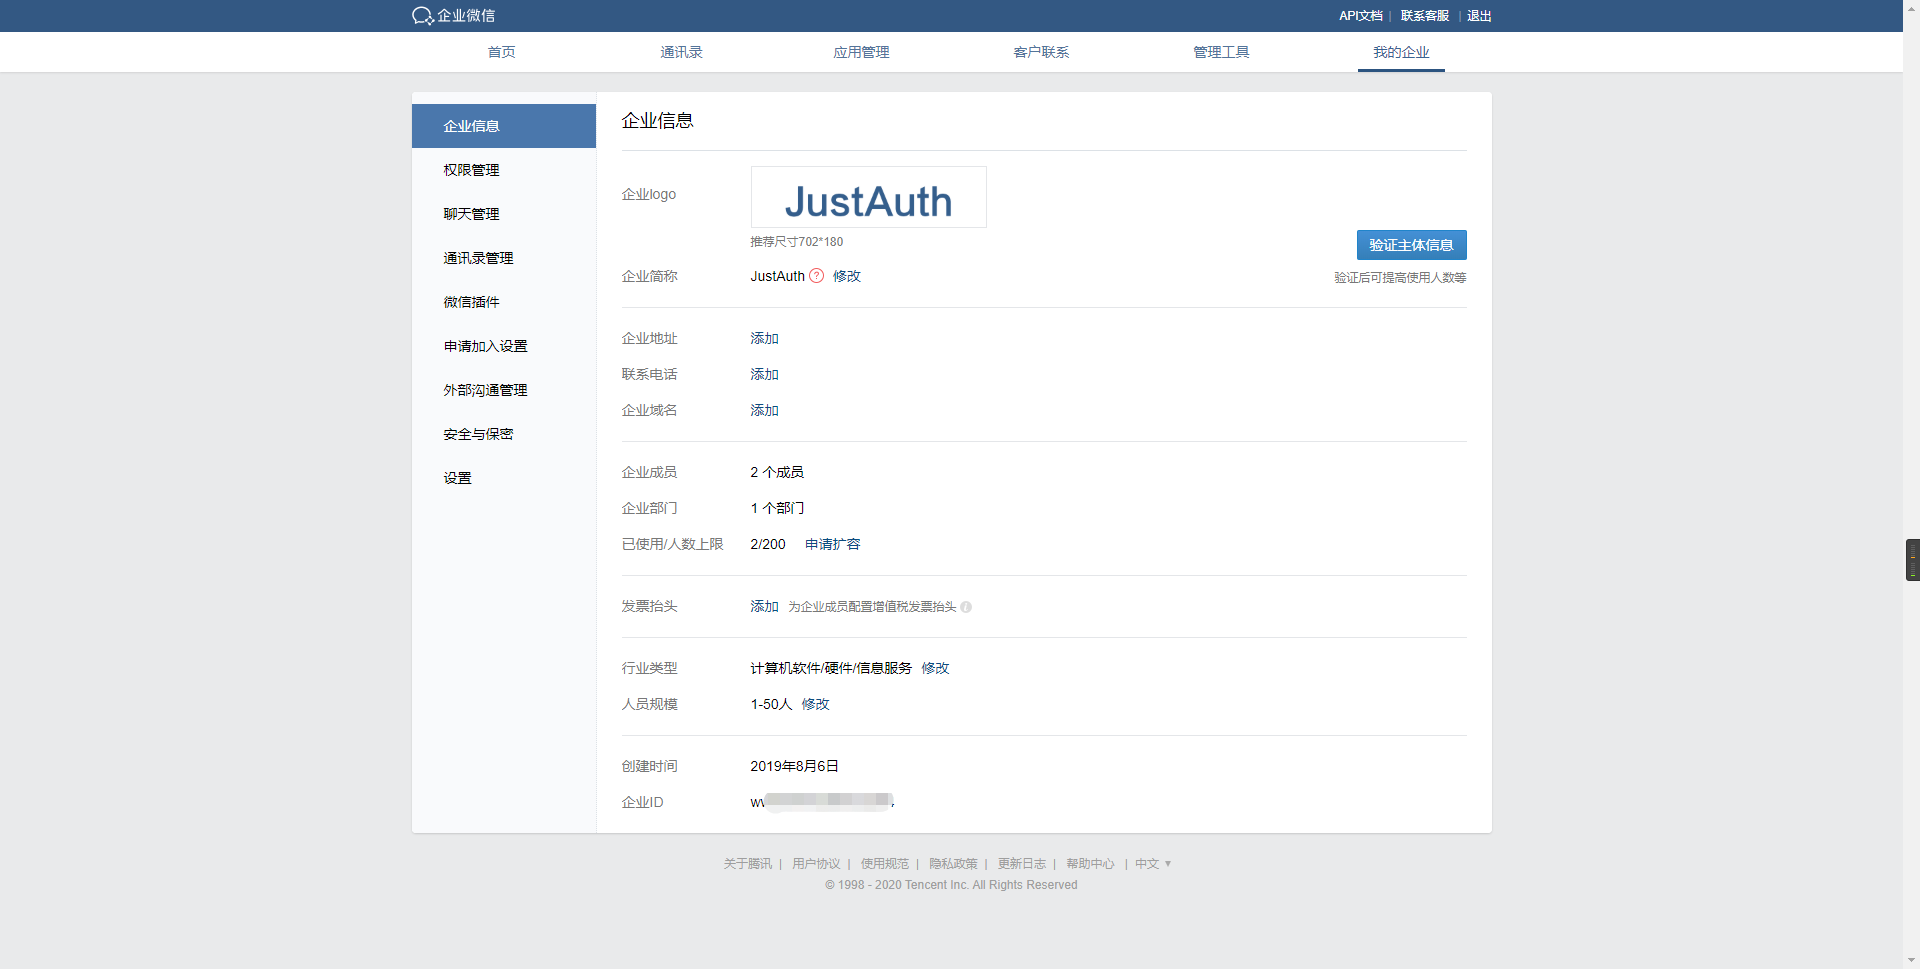 企业微信
API文档 | 联系客服 | 退出
首页 通讯录 应用管理 客户联系 管理工具 我的企业
企业信息
权限管理
聊天管理
通讯录管理
微信插件
申请加入设置
外部沟通管理
安全与保密
设置
企业信息
企业logo
JustAuth
推荐尺寸702*180
企业简称 JustAuth ? 修改
验证主体信息
验证后可提高使用人数等
企业地址 添加
联系电话 添加
企业域名 添加
企业成员 2 个成员
企业部门 1 个部门
已使用/人数上限 2/200 申请扩容
发票抬头 添加 为企业成员配置增值税发票抬头
行业类型 计算机软件/硬件/信息服务 修改
人员规模 1-50人 修改
创建时间 2019年8月6日
企业ID
关于腾讯 | 用户协议 | 使用规范 | 隐私政策 | 更新日志 | 帮助中心 | 中文
© 1998 - 2020 Tencent Inc. All Rights Reserved